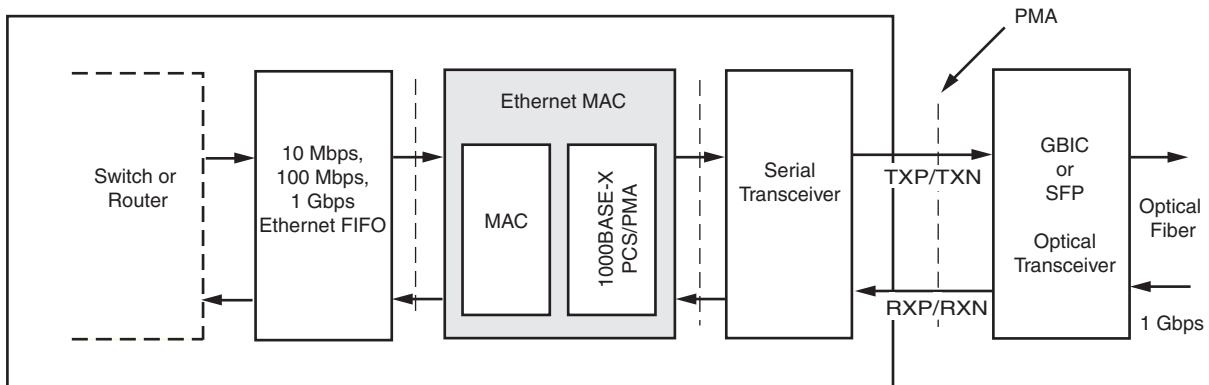 PMA
Switch or
Router
10 Mbps,
100 Mbps,
1 Gbps
Ethernet FIFO
Ethernet MAC
MAC
1000BASE-X
PCS/PMA
Serial
Transceiver
TXP/TXN
RXP/RXN
GBIC
or
SFP
Optical
Transceiver
Optical
Fiber
1 Gbps